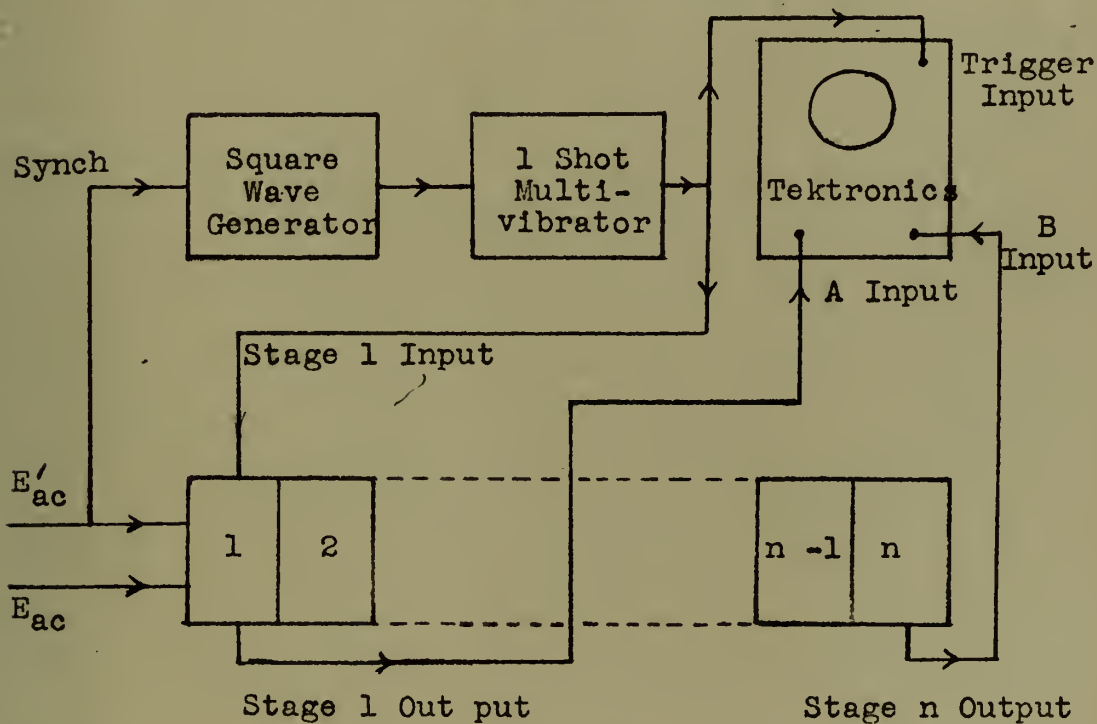 Trigger
Input
Synch
Square
Wave
Generator
1 Shot
Multi-
vibrator
Tektronics
B
Input
A Input
Stage 1 Input
E'ac
1
2
n -1
n
Eac
Stage 1 Out put
Stage n Output